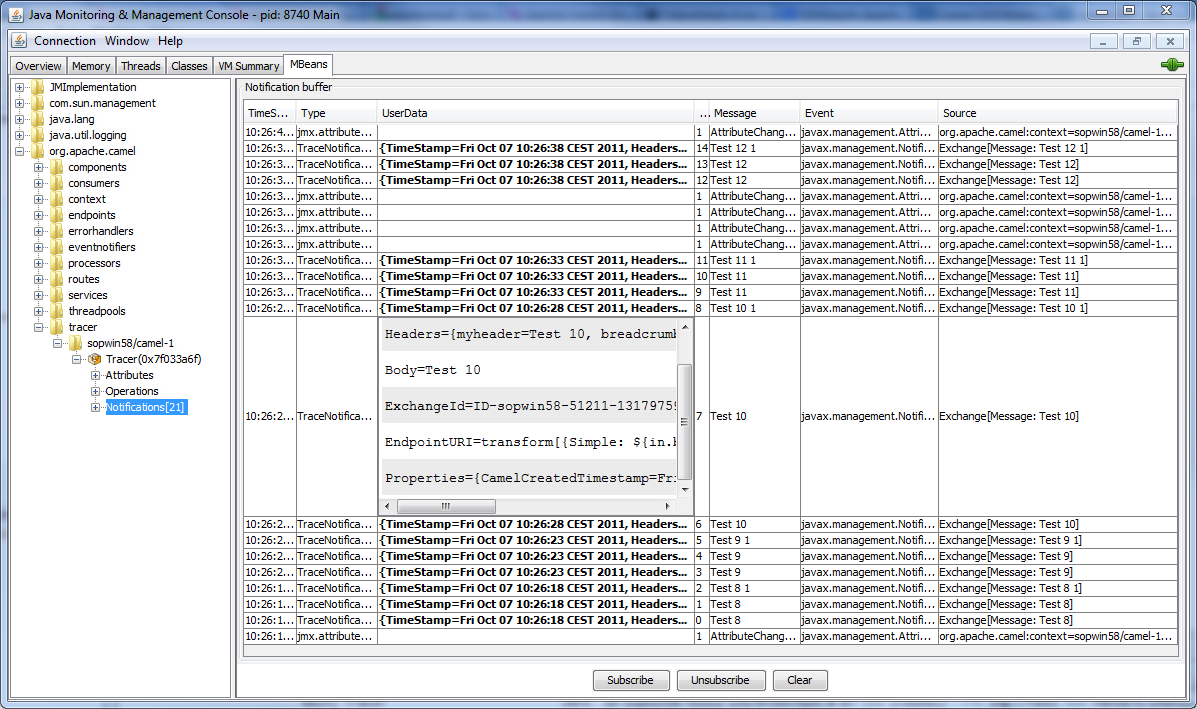 Java Monitoring & Management Console - pid: 8740 Main
Connection Window Help
Overview Memory Threads Classes VM Summary MBeans
JMImplementation
com.sun.management
java.lang
java.util.logging
org.apache.camel
components
consumers
context
endpoints
errorhandlers
eventnotifiers
processors
routes
services
threadpools
tracer
sopwin58/camel-1
Tracer(0x7f033a6f)
Attributes
Operations
Notifications[21]
Notification buffer
TimeS... Type UserData ... Message Event Source
10:26:4... jmx.attribute... 1 AttributeChang... javax.management.Attri... org.apache.camel:context=sopwin58/camel-1...
10:26:3... TraceNotifica... {TimeStamp=Fri Oct 07 10:26:38 CEST 2011, Headers... 14 Test 12 1 javax.management.Notifi... Exchange[Message: Test 12 1]
10:26:3... TraceNotifica... {TimeStamp=Fri Oct 07 10:26:38 CEST 2011, Headers... 13 Test 12 javax.management.Notifi... Exchange[Message: Test 12]
10:26:3... TraceNotifica... {TimeStamp=Fri Oct 07 10:26:38 CEST 2011, Headers... 12 Test 12 javax.management.Notifi... Exchange[Message: Test 12]
10:26:3... jmx.attribute... 1 AttributeChang... javax.management.Attri... org.apache.camel:context=sopwin58/camel-1...
10:26:3... jmx.attribute... 1 AttributeChang... javax.management.Attri... org.apache.camel:context=sopwin58/camel-1...
10:26:3... jmx.attribute... 1 AttributeChang... javax.management.Attri... org.apache.camel:context=sopwin58/camel-1...
10:26:3... jmx.attribute... 1 AttributeChang... javax.management.Attri... org.apache.camel:context=sopwin58/camel-1...
10:26:3... TraceNotifica... {TimeStamp=Fri Oct 07 10:26:33 CEST 2011, Headers... 11 Test 11 1 javax.management.Notifi... Exchange[Message: Test 11 1]
10:26:3... TraceNotifica... {TimeStamp=Fri Oct 07 10:26:33 CEST 2011, Headers... 10 Test 11 javax.management.Notifi... Exchange[Message: Test 11]
10:26:3... TraceNotifica... {TimeStamp=Fri Oct 07 10:26:33 CEST 2011, Headers... 9 Test 11 javax.management.Notifi... Exchange[Message: Test 11]
10:26:2... TraceNotifica... {TimeStamp=Fri Oct 07 10:26:28 CEST 2011, Headers... 8 Test 10 1 javax.management.Notifi... Exchange[Message: Test 10 1]
Headers={myheader=Test 10, breadcrumb
Body=Test 10
ExchangeId=ID-sopwin58-51211-13179759
10:26:2... TraceNotifica... 7 Test 10 javax.management.Notifi... Exchange[Message: Test 10]
EndpointURI=transform[{Simple: ${in.b
Properties={CamelCreatedTimestamp=Fri
10:26:2... TraceNotifica... {TimeStamp=Fri Oct 07 10:26:28 CEST 2011, Headers... 6 Test 10 javax.management.Notifi... Exchange[Message: Test 10]
10:26:2... TraceNotifica... {TimeStamp=Fri Oct 07 10:26:23 CEST 2011, Headers... 5 Test 9 1 javax.management.Notifi... Exchange[Message: Test 9 1]
10:26:2... TraceNotifica... {TimeStamp=Fri Oct 07 10:26:23 CEST 2011, Headers... 4 Test 9 javax.management.Notifi... Exchange[Message: Test 9]
10:26:2... TraceNotifica... {TimeStamp=Fri Oct 07 10:26:23 CEST 2011, Headers... 3 Test 9 javax.management.Notifi... Exchange[Message: Test 9]
10:26:1... TraceNotifica... {TimeStamp=Fri Oct 07 10:26:18 CEST 2011, Headers... 2 Test 8 1 javax.management.Notifi... Exchange[Message: Test 8 1]
10:26:1... TraceNotifica... {TimeStamp=Fri Oct 07 10:26:18 CEST 2011, Headers... 1 Test 8 javax.management.Notifi... Exchange[Message: Test 8]
10:26:1... TraceNotifica... {TimeStamp=Fri Oct 07 10:26:18 CEST 2011, Headers... 0 Test 8 javax.management.Notifi... Exchange[Message: Test 8]
10:26:1... jmx.attribute... 1 AttributeChang... javax.management.Attri... org.apache.camel:context=sopwin58/camel-1...
Subscribe Unsubscribe Clear